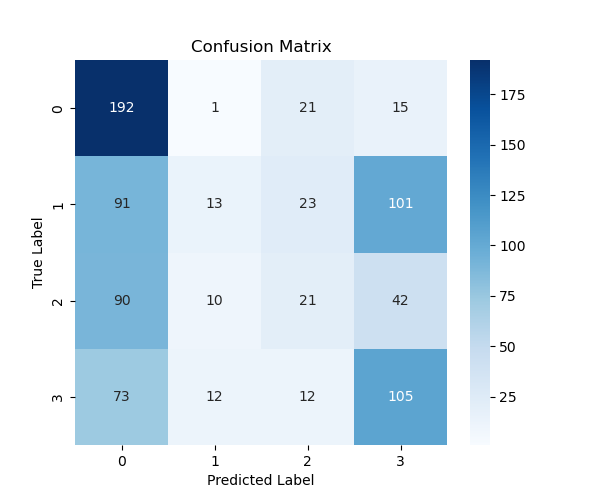 Confusion Matrix
0 192 1 21 15
1 91 13 23 101
2 90 10 21 42
3 73 12 12 105
0 1 2 3
True Label
Predicted Label
175
150
125
100
75
50
25